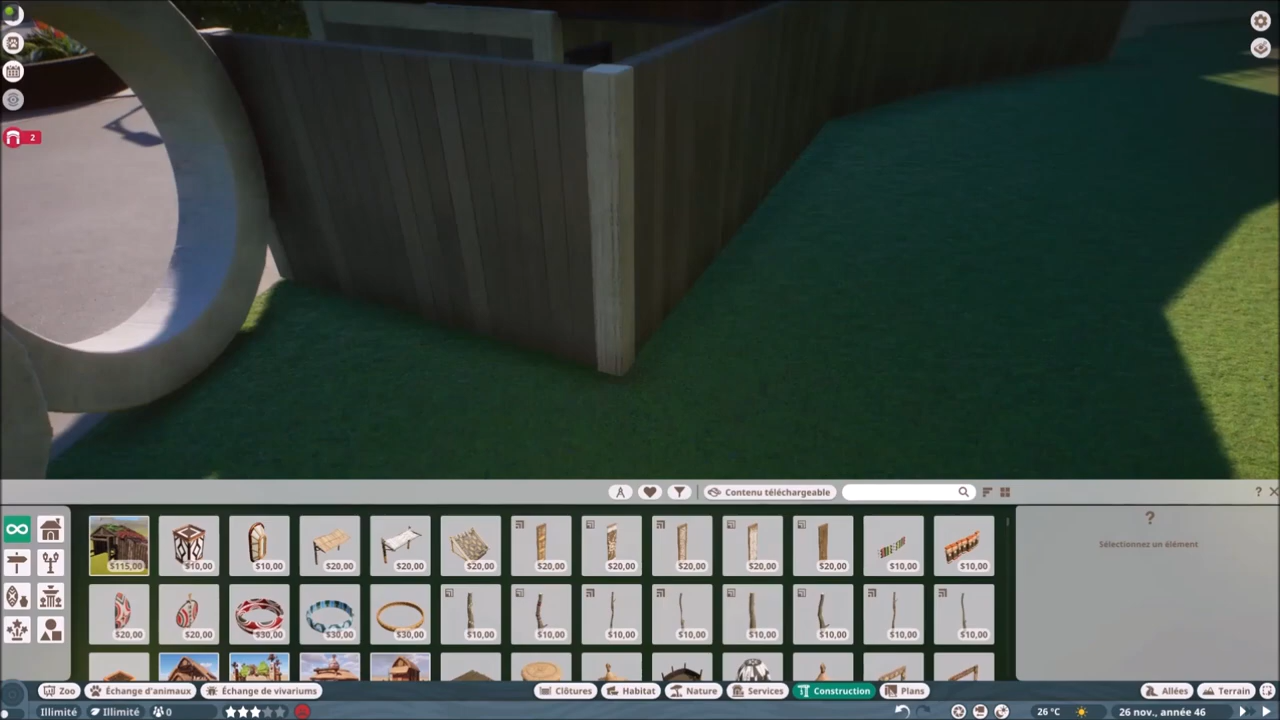 2
Contenu téléchargeable
?
?
Sélectionnez un élément
$115,00 $10,00 $10,00 $20,00 $20,00 $20,00 $20,00 $20,00 $20,00 $20,00 $20,00 $10,00 $10,00
$20,00 $20,00 $30,00 $30,00 $30,00 $10,00 $10,00 $10,00 $10,00 $10,00 $10,00 $10,00 $10,00
Zoo Échange d'animaux Échange de vivariums Clôtures Habitat Nature Services Construction Plans Allées Terrain
Illimité Illimité 0 26 °C 26 nov., année 46